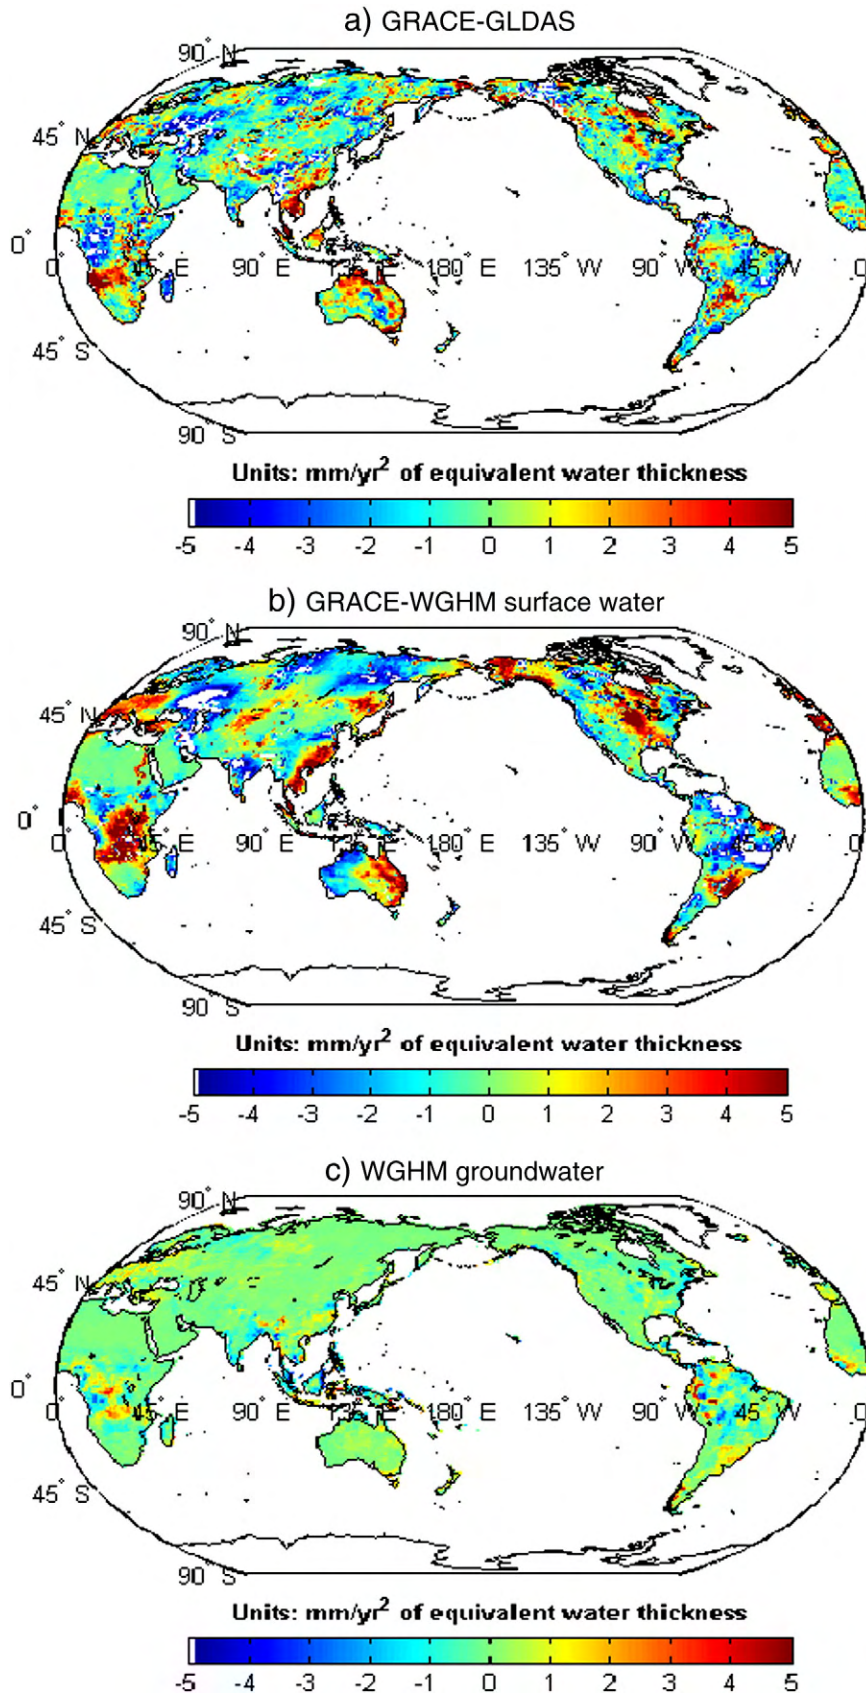 a) GRACE-GLDAS
90° N
45° N
0°
0° 45° E 90° E 135° E 180° E 135° W 90° W 45° W 0
45° S
90° S
Units: mm/yr² of equivalent water thickness
-5 -4 -3 -2 -1 0 1 2 3 4 5
b) GRACE-WGHM surface water
90° N
45° N
0°
0° 45° E 90° E 135° E 180° E 135° W 90° W 45° W 0
45° S
90° S
Units: mm/yr² of equivalent water thickness
-5 -4 -3 -2 -1 0 1 2 3 4 5
c) WGHM groundwater
90° N
45° N
0°
0° 45° E 90° E 135° E 180° E 135° W 90° W 45° W 0
45° S
90° S
Units: mm/yr² of equivalent water thickness
-5 -4 -3 -2 -1 0 1 2 3 4 5